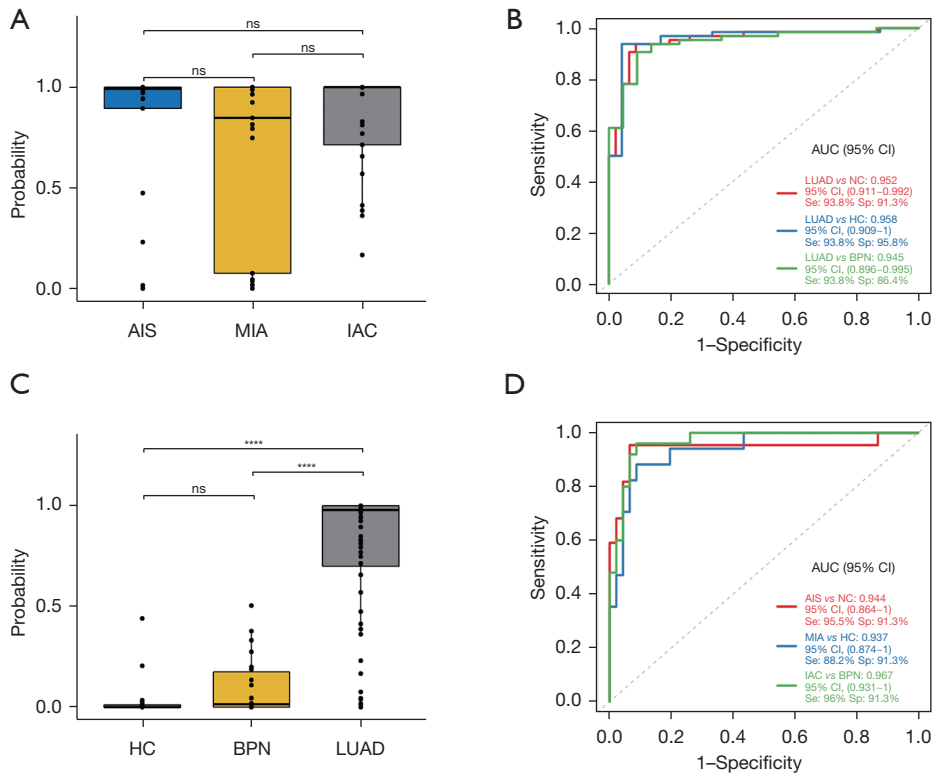 A
ns
ns
ns
1.0
0.5
0.0
Probability
AIS
MIA
IAC
B
1.0
0.8
0.6
0.4
0.2
0.0
Sensitivity
AUC (95% CI)
LUAD vs NC: 0.952
95% CI, (0.911~0.992)
Se: 93.8% Sp: 91.3%
LUAD vs HC: 0.958
95% CI, (0.909~1)
Se: 93.8% Sp: 95.8%
LUAD vs BPN: 0.945
95% CI, (0.896~0.995)
Se: 93.8% Sp: 86.4%
0.0 0.2 0.4 0.6 0.8 1.0
1–Specificity
C
****
****
ns
1.0
0.5
0.0
Probability
HC
BPN
LUAD
D
1.0
0.8
0.6
0.4
0.2
0.0
Sensitivity
AUC (95% CI)
AIS vs NC: 0.944
95% CI, (0.864~1)
Se: 95.5% Sp: 91.3%
MIA vs HC: 0.937
95% CI, (0.874~1)
Se: 88.2% Sp: 91.3%
IAC vs BPN: 0.967
95% CI, (0.931~1)
Se: 96% Sp: 91.3%
0.0 0.2 0.4 0.6 0.8 1.0
1–Specificity